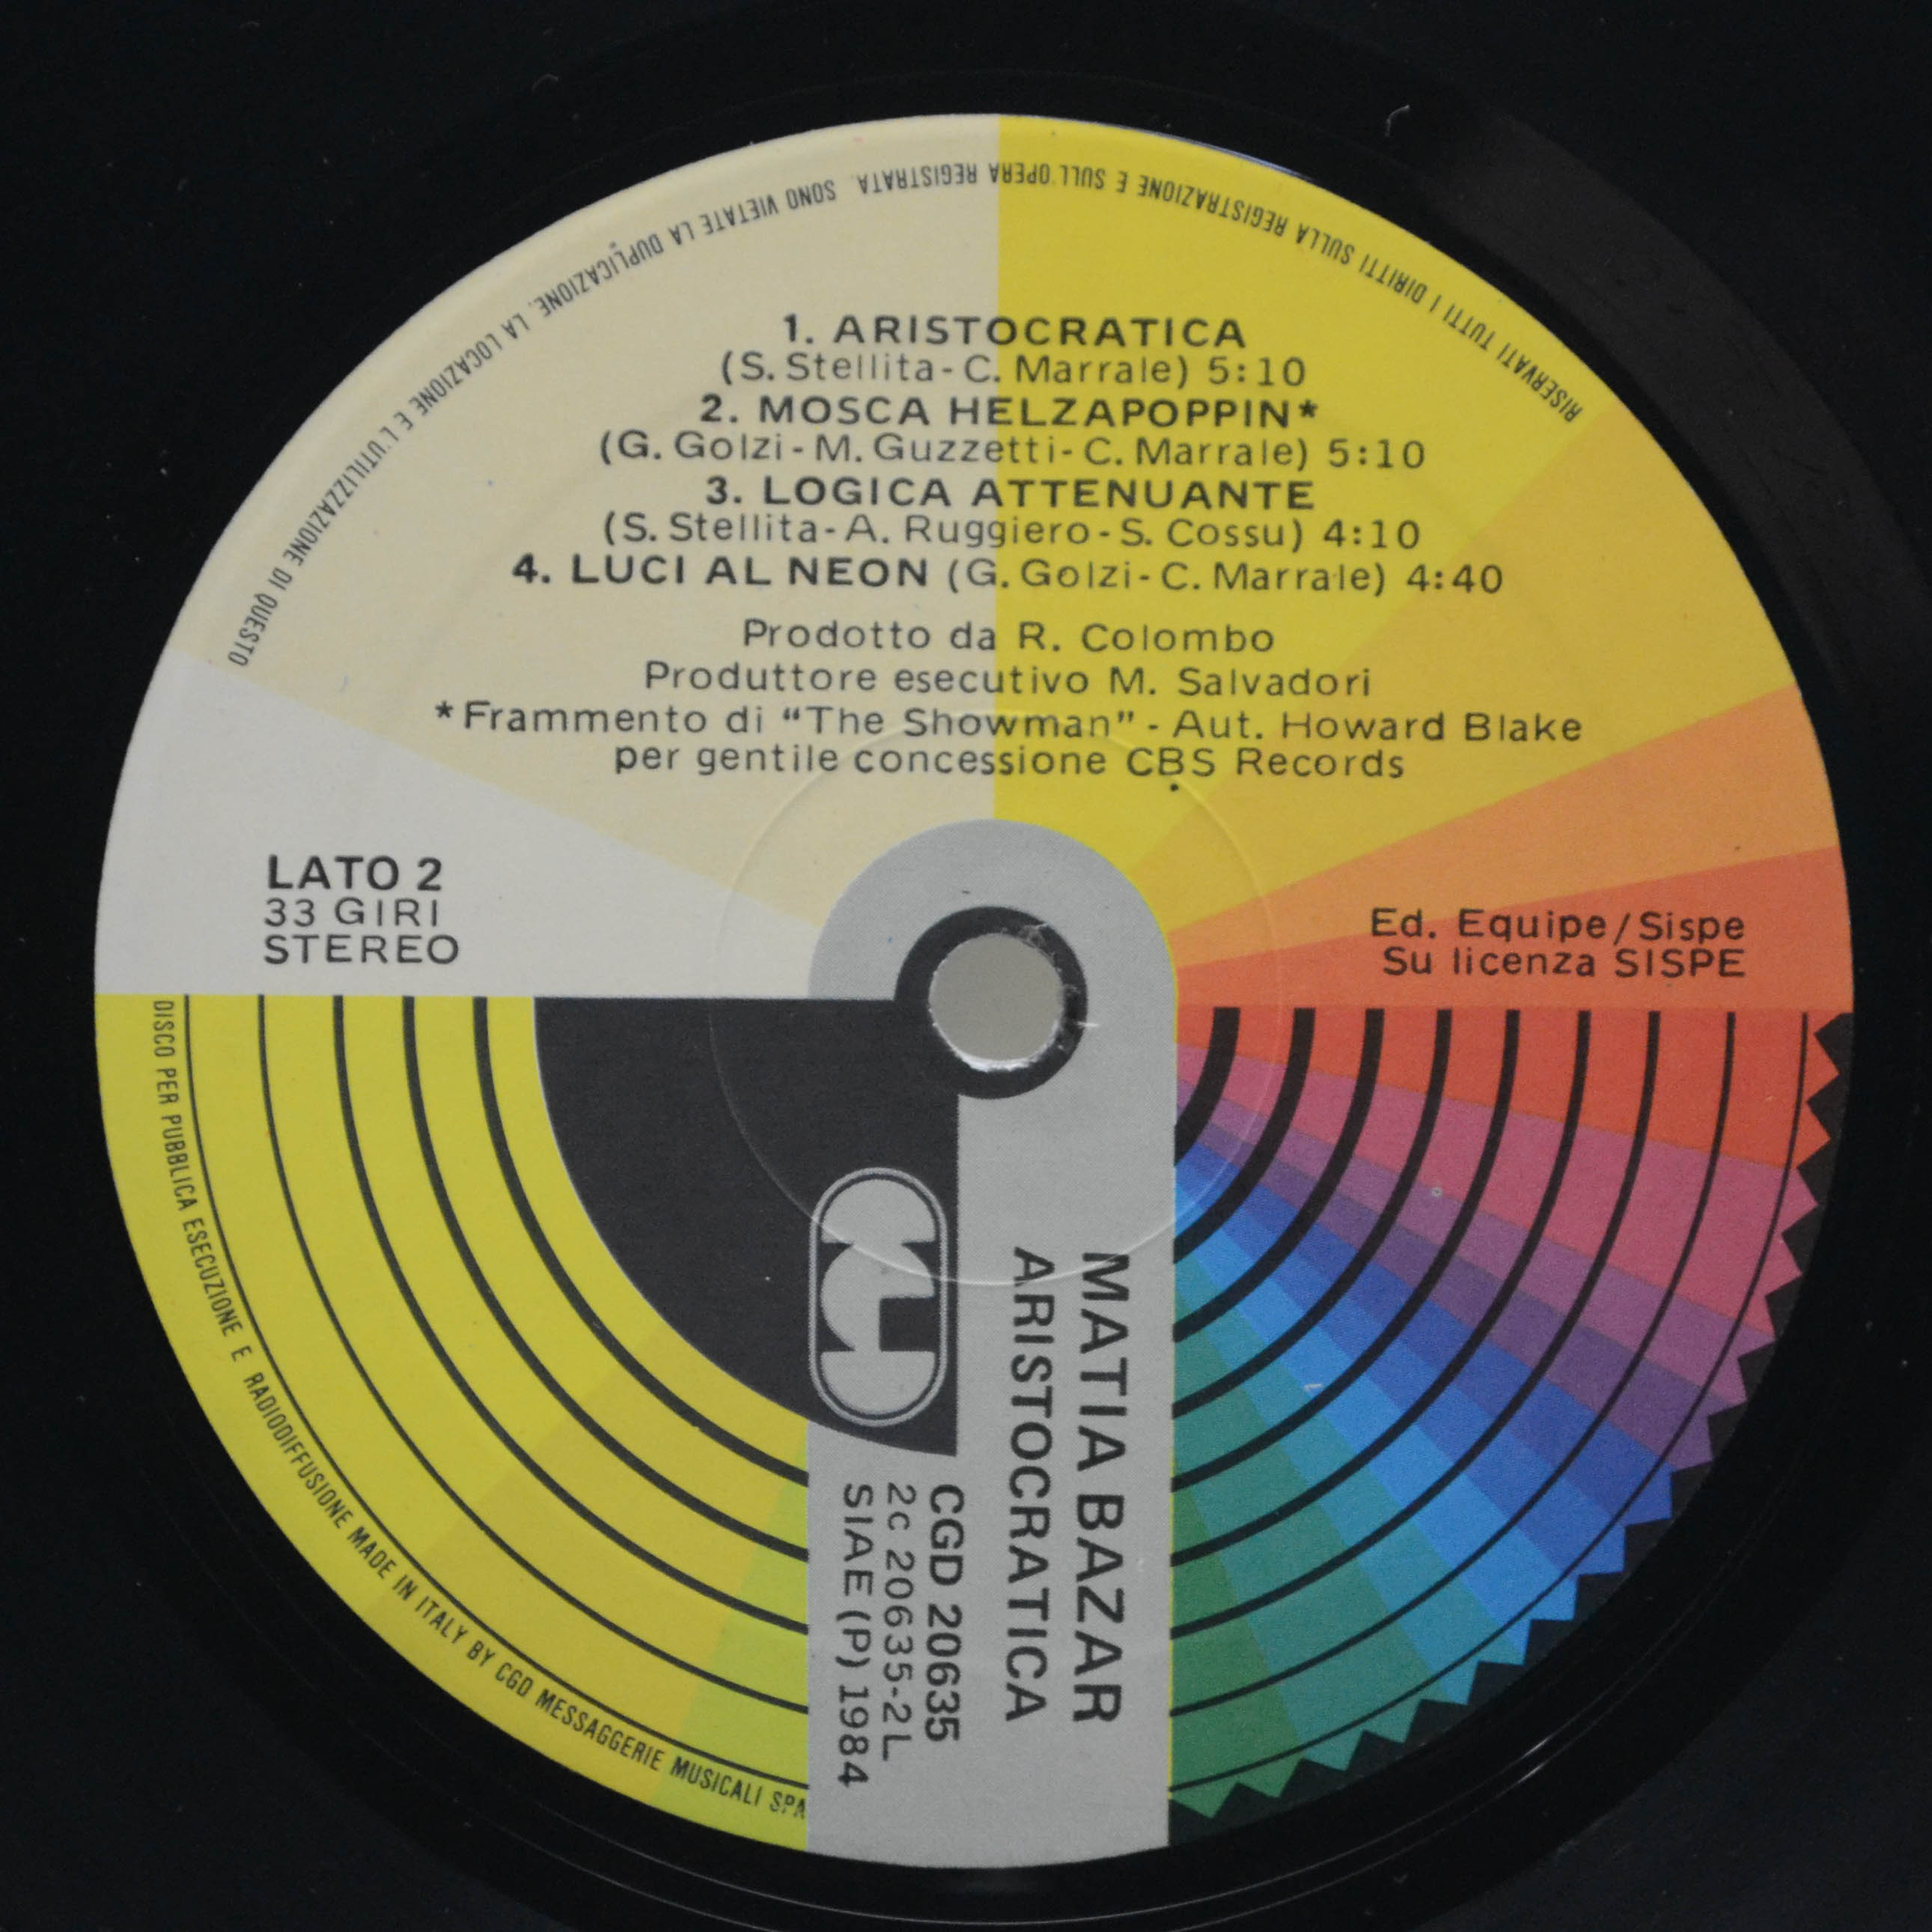 1. ARISTOCRATICA
(S. Stellita - C. Marrale) 5:10
2. MOSCA HELZAPOPPIN*
(G. Golzi - M. Guzzetti - C. Marrale) 5:10
3. LOGICA ATTENUANTE
(S. Stellita - A. Ruggiero - S. Cossu) 4:10
4. LUCI AL NEON (G. Golzi - C. Marrale) 4:40
Prodotto da R. Colombo
Produttore esecutivo M. Salvadori
*Frammento di “The Showman” - Aut. Howard Blake
per gentile concessione CBS Records
LATO 2
33 GIRI
STEREO
Ed. Equipe/Sispe
Su licenza SISPE
MATIA BAZAR
ARISTOCRATICA
CGD 20635
2C 20635-2L
SIAE (P) 1984
RISERVATI TUTTI I DIRITTI SULLA REGISTRAZIONE E SULL'OPERA REGISTRATA. SONO VIETATE LA DUPLICAZIONE, LA LOCAZIONE E L'UTILIZZAZIONE DI QUESTO
DISCO PER PUBBLICA ESECUZIONE E RADIODIFFUSIONE MADE IN ITALY BY CGD MESSAGGERIE MUSICALI SPA